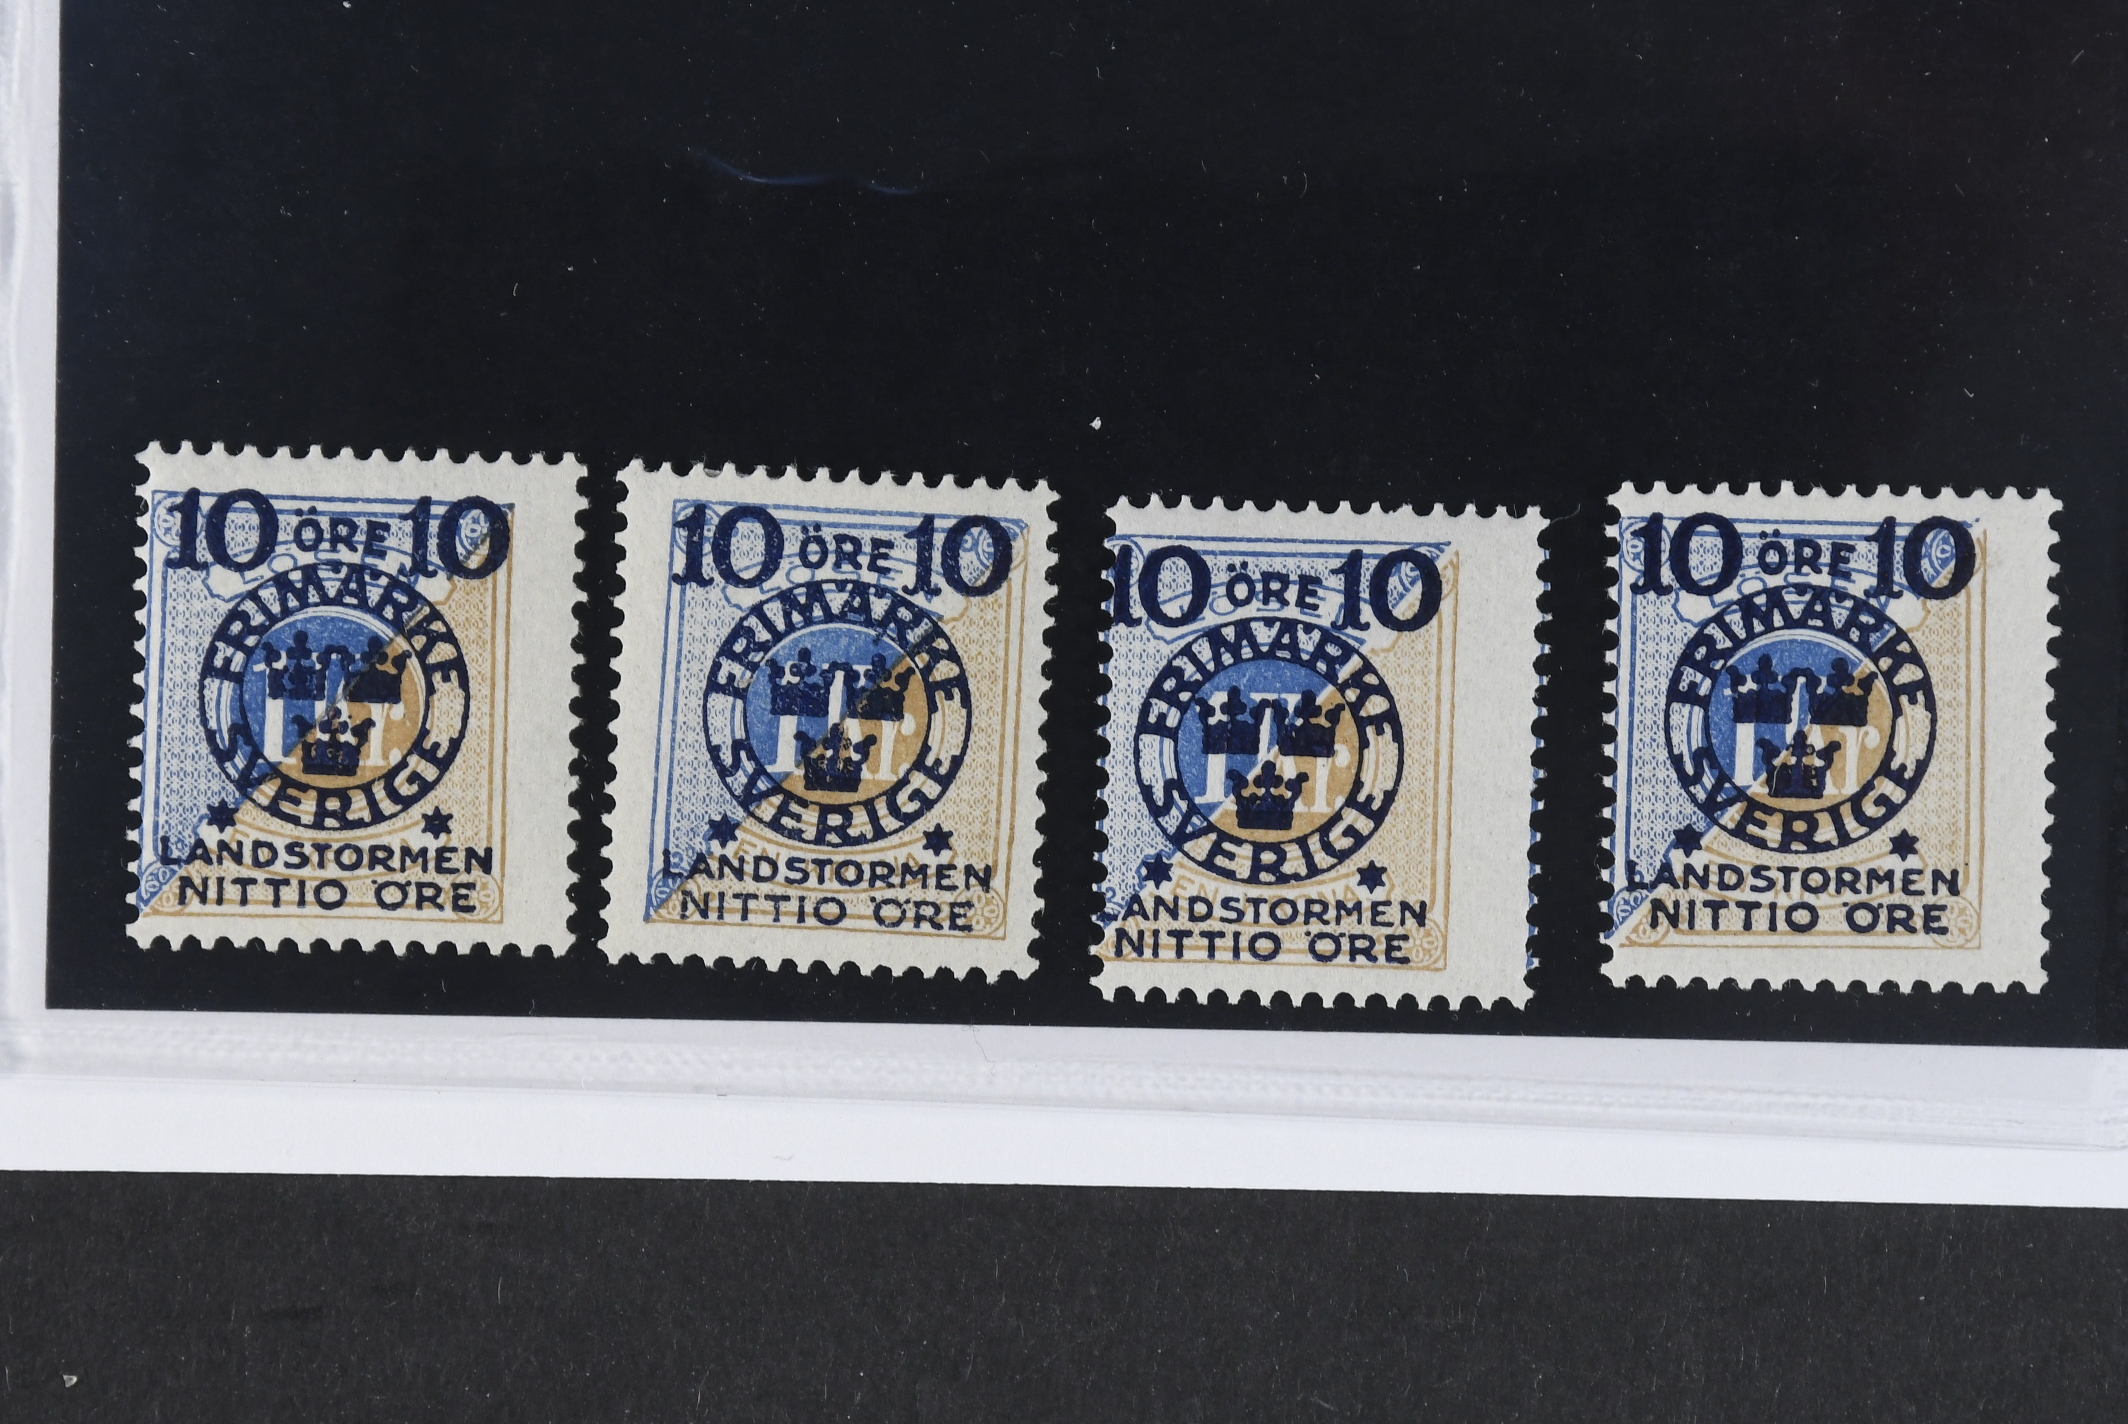 10 ÖRE 10
FRIMÄRKE
SVERIGE
LANDSTORMEN
NITTIO ÖRE
10 ÖRE 10
FRIMÄRKE
SVERIGE
LANDSTORMEN
NITTIO ÖRE
10 ÖRE 10
FRIMÄRKE
SVERIGE
LANDSTORMEN
NITTIO ÖRE
10 ÖRE 10
FRIMÄRKE
SVERIGE
LANDSTORMEN
NITTIO ÖRE